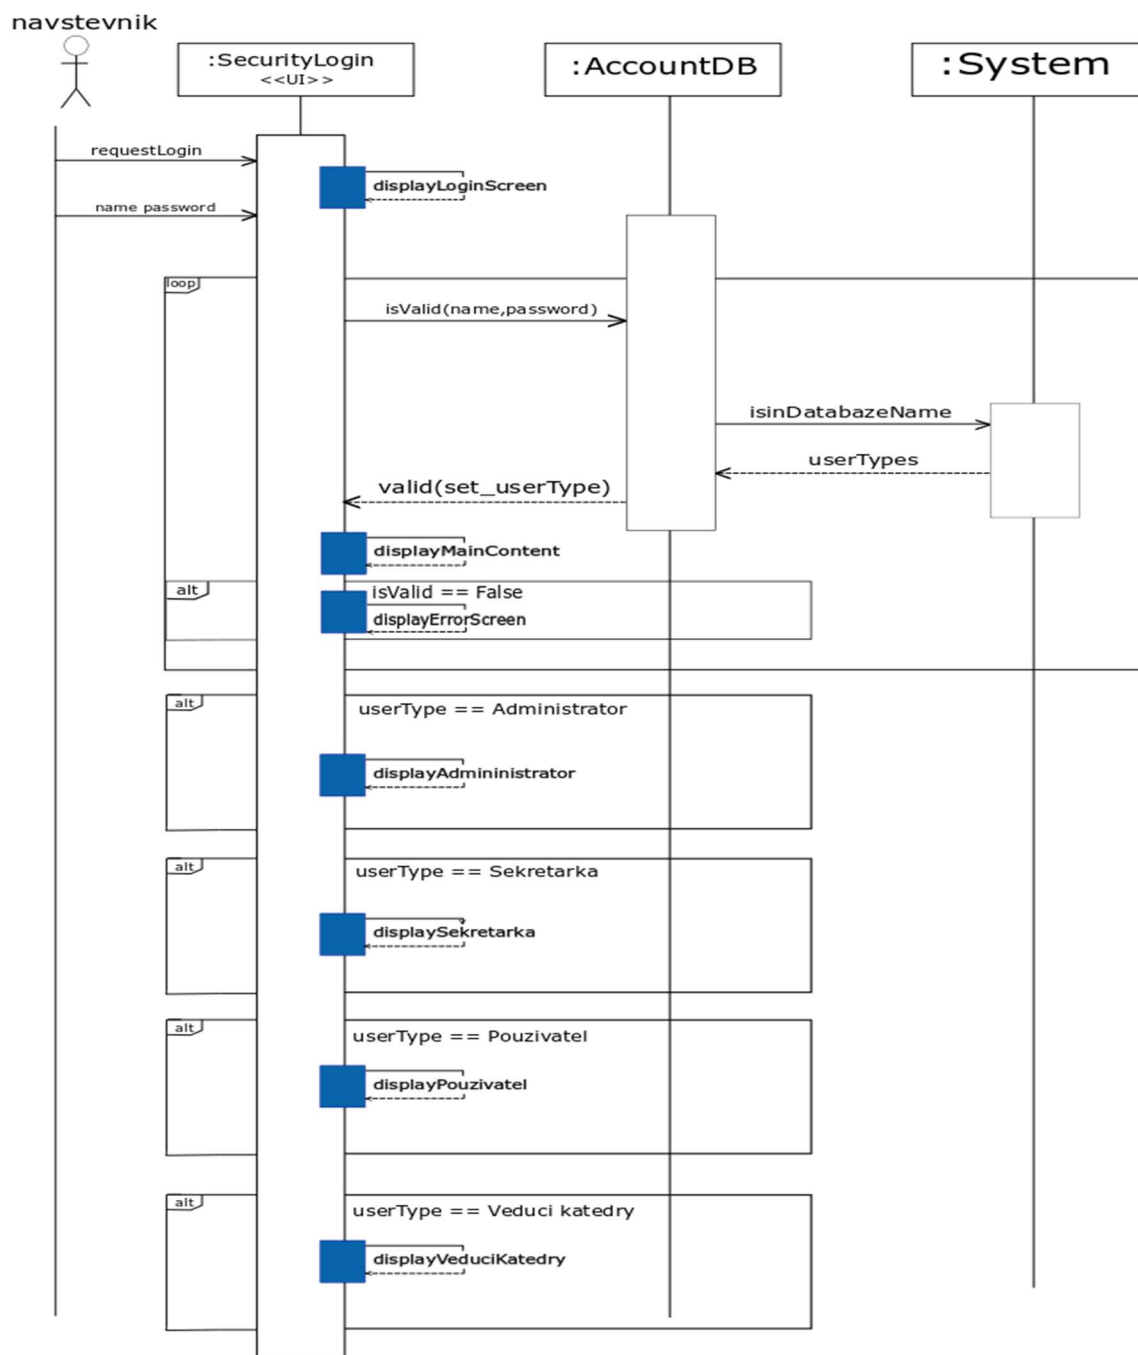 navstevnik
:SecurityLogin
<<UI>>
:AccountDB
:System
requestLogin
displayLoginScreen
name password
loop
isValid(name,password)
isinDatabazeName
userTypes
valid(set_userType)
displayMainContent
alt
isValid == False
displayErrorScreen
alt
userType == Administrator
displayAdmininistrator
alt
userType == Sekretarka
displaySekretarka
alt
userType == Pouzivatel
displayPouzivatel
alt
userType == Veduci katedry
displayVeduciKatedry